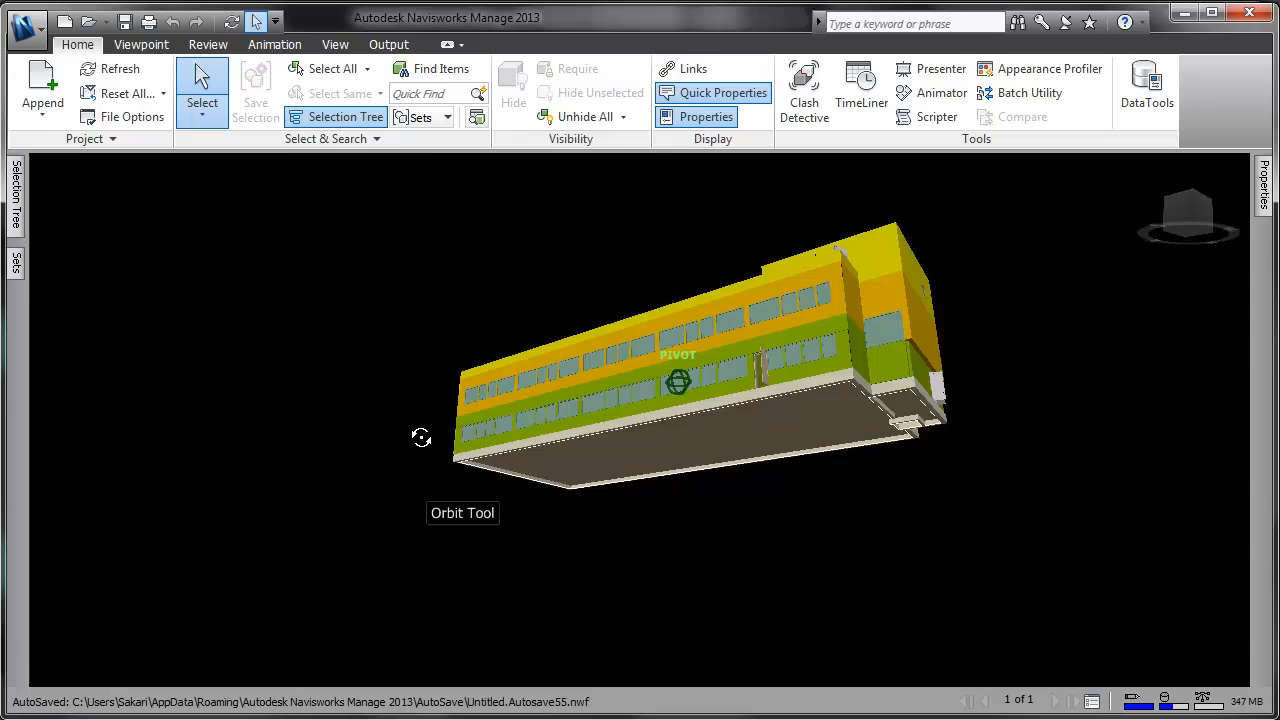 Autodesk Navisworks Manage 2013
Type a keyword or phrase
Home Viewpoint Review Animation View Output
Append
Refresh
Reset All...
File Options
Project
Select
Save Selection
Select All
Select Same
Selection Tree
Find Items
Quick Find
Sets
Select & Search
Hide
Require
Hide Unselected
Unhide All
Visibility
Links
Quick Properties
Properties
Display
Clash Detective
TimeLiner
Presenter
Animator
Scripter
Appearance Profiler
Batch Utility
Compare
Tools
DataTools
Selection Tree
Sets
Properties
PIVOT
Orbit Tool
AutoSaved: C:\Users\Sakari\AppData\Roaming\Autodesk Navisworks Manage 2013\AutoSave\Untitled.Autosave55.nwf
1 of 1
347 MB